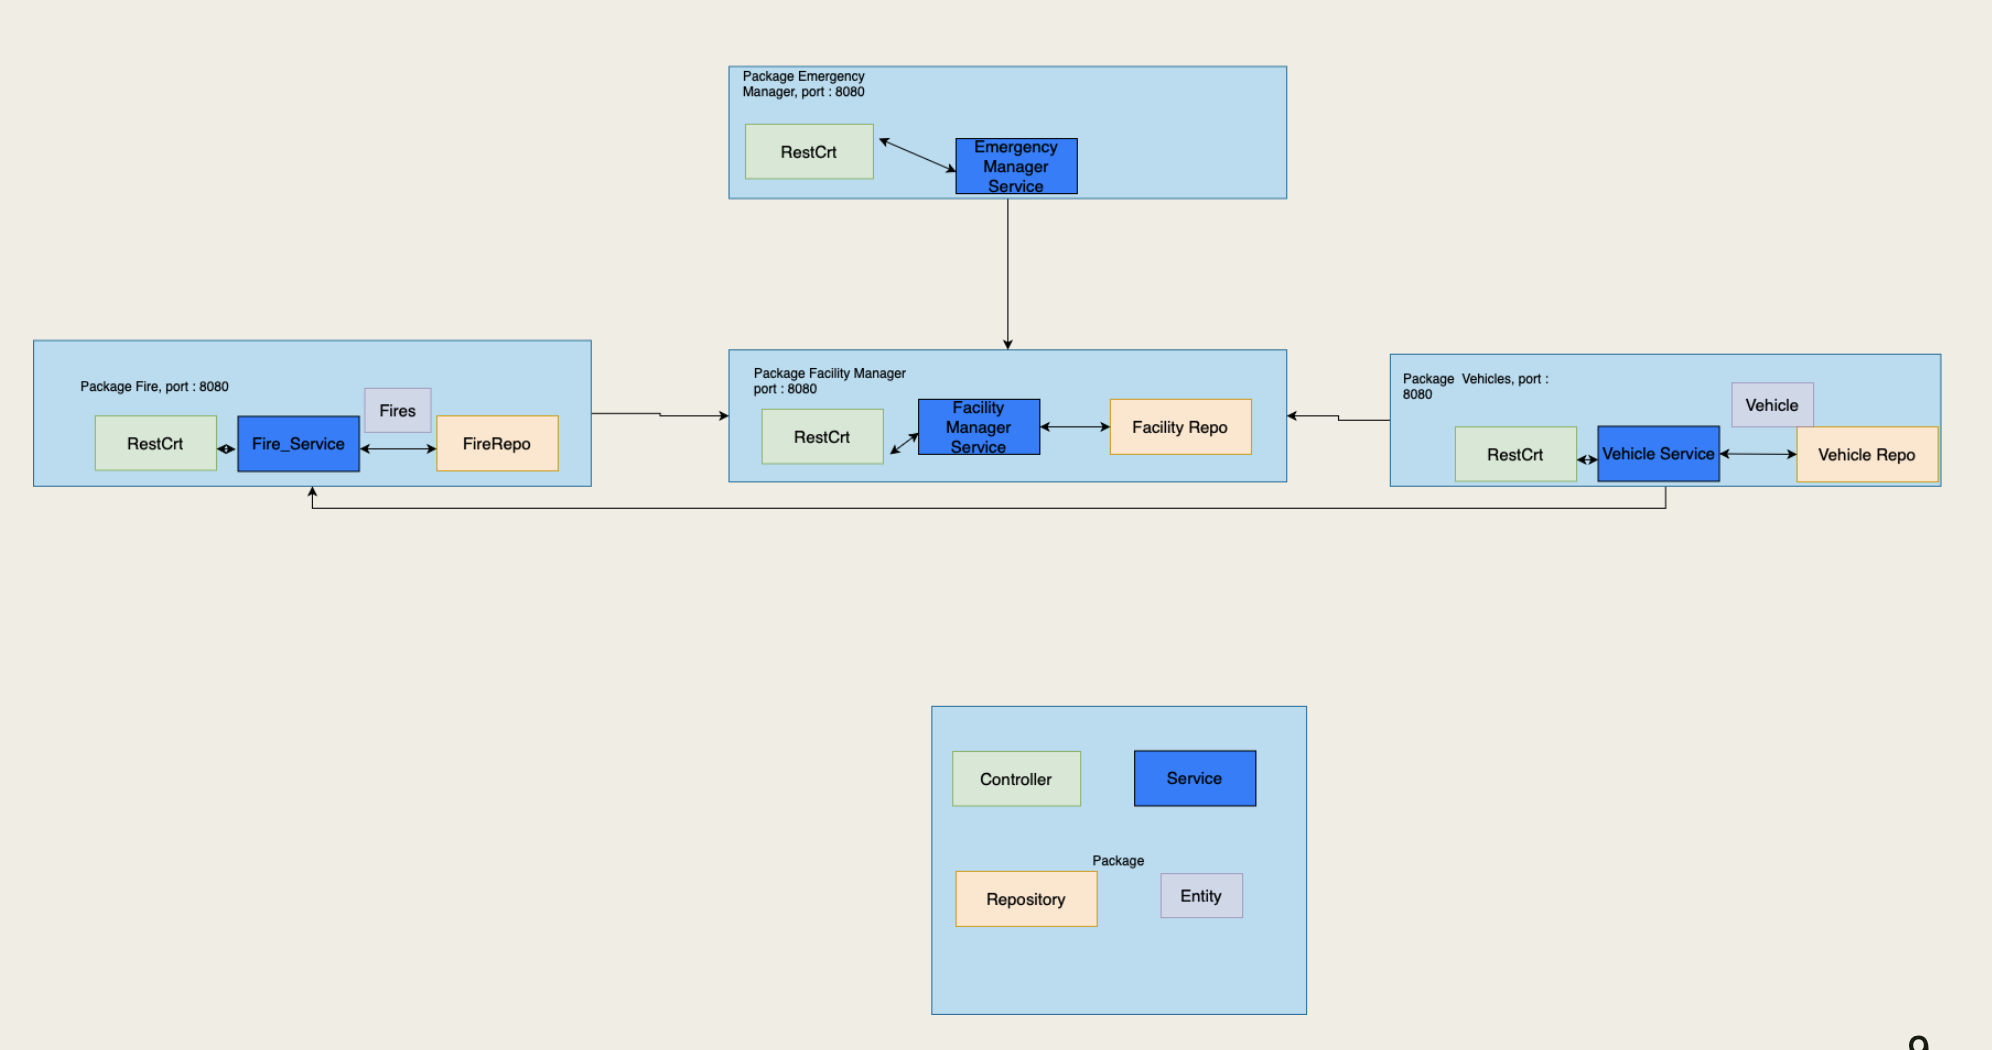 Package Emergency
Manager, port : 8080
RestCrt
Emergency
Manager
Service
Package Fire, port : 8080
Fires
RestCrt
Fire_Service
FireRepo
Package Facility Manager
port : 8080
RestCrt
Facility
Manager
Service
Facility Repo
Package  Vehicles, port :
8080
Vehicle
RestCrt
Vehicle Service
Vehicle Repo
Controller
Service
Package
Repository
Entity
9